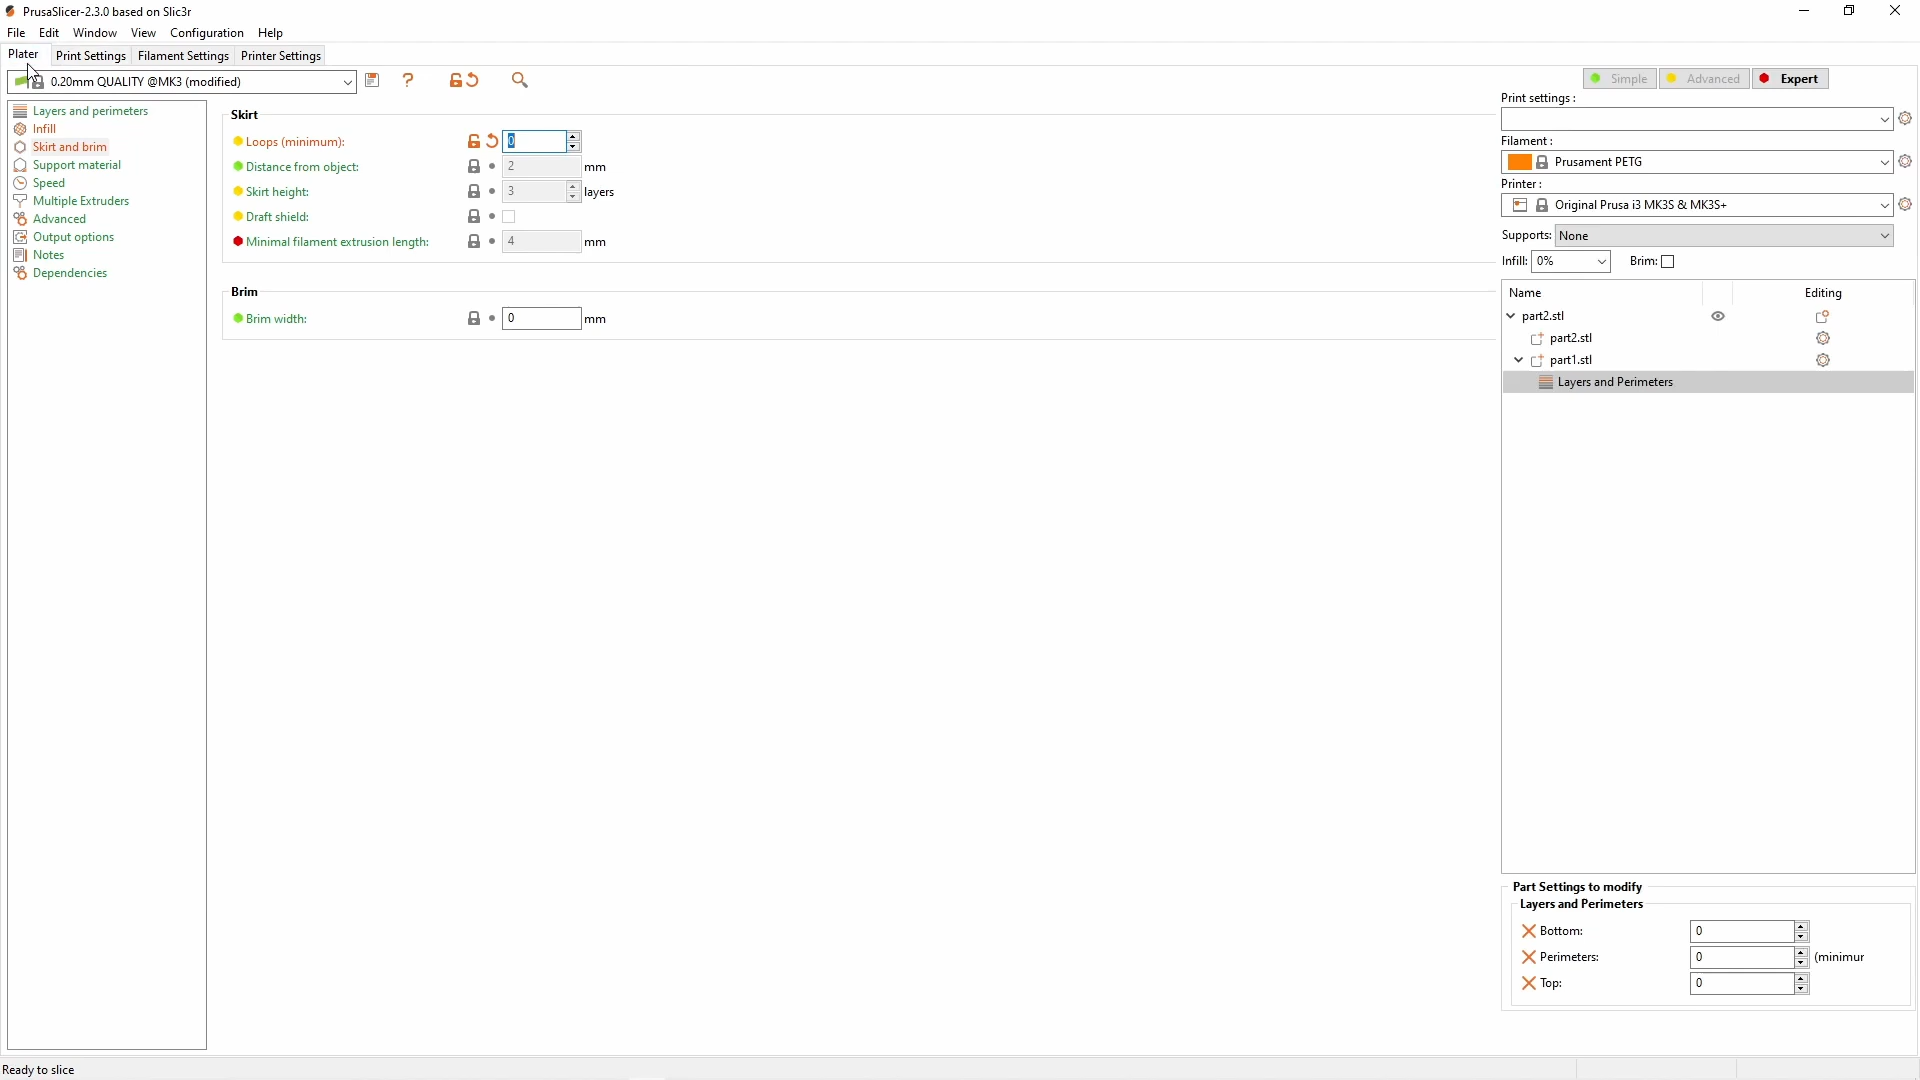 PrusaSlicer-2.3.0 based on Slic3r
File Edit Window View Configuration Help
Plater Print Settings Filament Settings Printer Settings
0.20mm QUALITY @MK3 (modified)
?
Simple Advanced Expert
Layers and perimeters
Infill
Skirt and brim
Support material
Speed
Multiple Extruders
Advanced
Output options
Notes
Dependencies
Skirt
Loops (minimum): 0
Distance from object: 2 mm
Skirt height: 3 layers
Draft shield:
Minimal filament extrusion length: 4 mm
Brim
Brim width: 0 mm
Print settings :
Filament :
Prusament PETG
Printer :
Original Prusa i3 MK3S & MK3S+
Supports: None
Infill: 0% Brim:
Name Editing
part2.stl
part2.stl
part1.stl
Layers and Perimeters
Part Settings to modify
Layers and Perimeters
Bottom: 0
Perimeters: 0 (minimur
Top: 0
Ready to slice